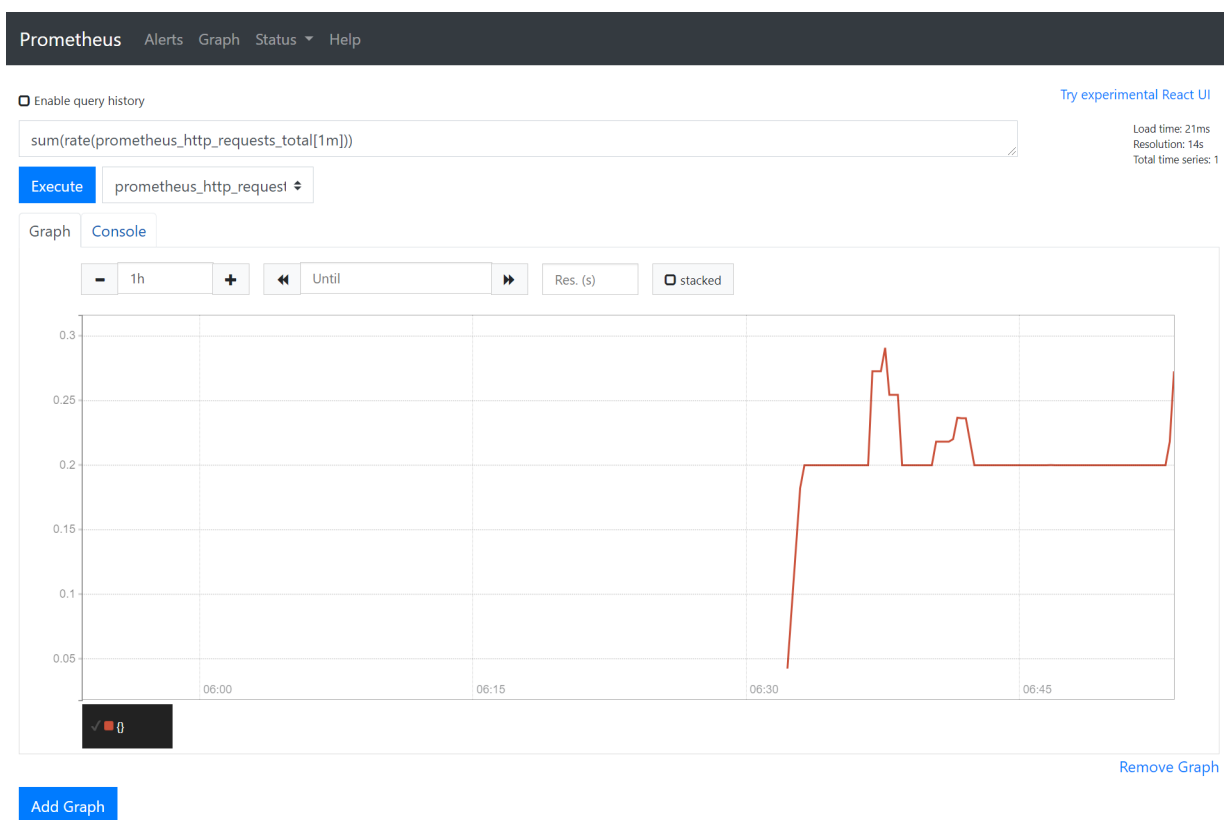 Prometheus Alerts Graph Status Help
Enable query history
Try experimental React UI
sum(rate(prometheus_http_requests_total[1m]))
Load time: 21ms
Resolution: 14s
Total time series: 1
Execute prometheus_http_request
Graph Console
1h Until Res. (s) stacked
0.3
0.25
0.2
0.15
0.1
0.05
06:00 06:15 06:30 06:45
{}
Remove Graph
Add Graph